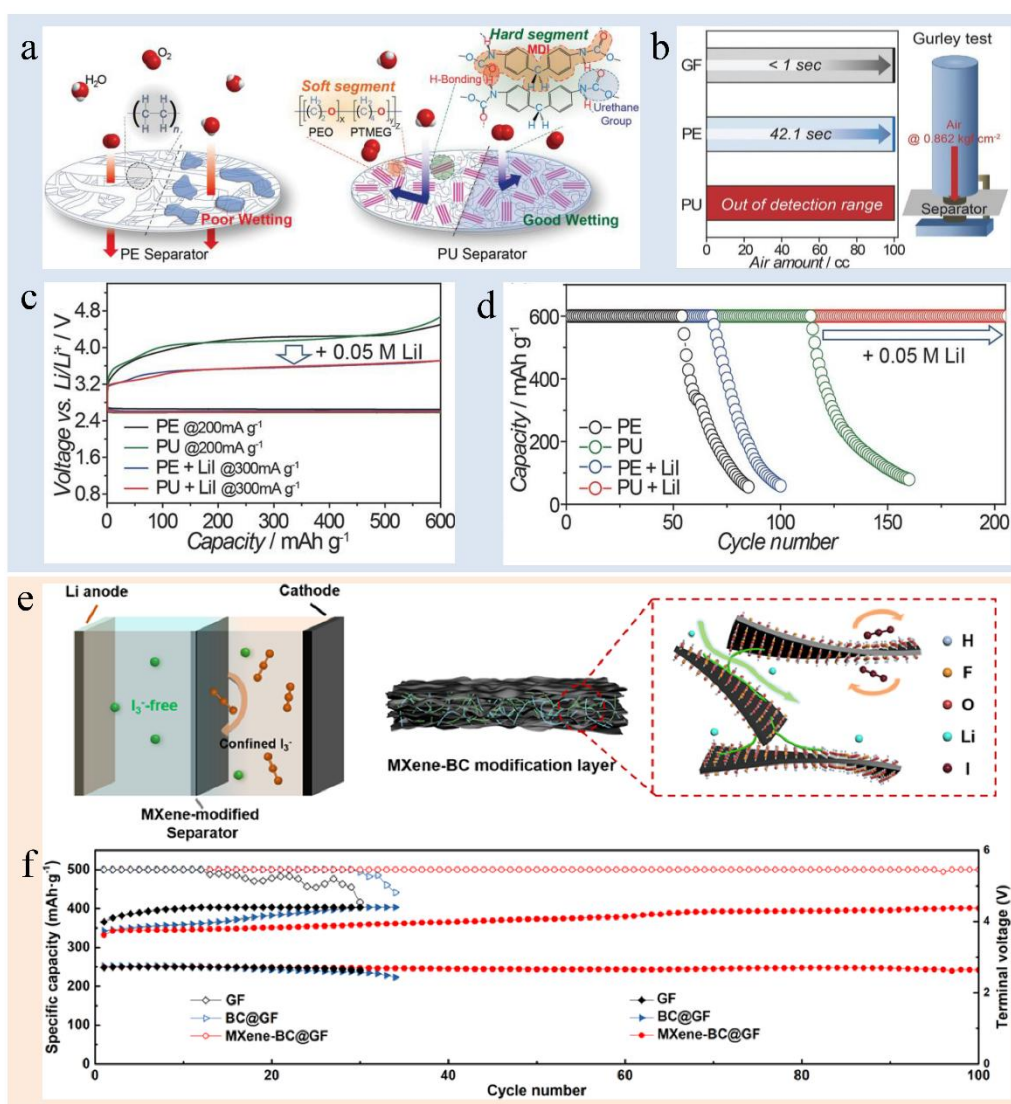 a
H₂O
O₂
H H
C C
H H
n
Poor Wetting
PE Separator
Soft segment
H₂
C
2
O
x
H₂
C
4
O
y
z
PEO
PTMEG
H-Bonding
Hard segment
MDI
Urethane
Group
Good Wetting
PU Separator
b
Gurley test
GF
< 1 sec
PE
42.1 sec
PU
Out of detection range
0 20 40 60 80 100
Air amount / cc
Air
@ 0.862 kgf cm⁻²
Separator
c
Voltage vs. Li/Li⁺ / V
4.8
4.0
3.2
2.4
1.6
0.8
+ 0.05 M LiI
PE @200mA g⁻¹
PU @200mA g⁻¹
PE + LiI @300mA g⁻¹
PU + LiI @300mA g⁻¹
0 100 200 300 400 500 600
Capacity / mAh g⁻¹
d
Capacity / mAh g⁻¹
600
400
200
0
+ 0.05 M LiI
PE
PU
PE + LiI
PU + LiI
0 50 100 150 200
Cycle number
e
Li anode
Cathode
I₃⁻-free
Confined I₃⁻
MXene-modified
Separator
MXene-BC modification layer
H
F
O
Li
I
f
Specific capacity (mAh·g⁻¹)
500
400
350
250
150
50
0
GF
BC@GF
MXene-BC@GF
GF
BC@GF
MXene-BC@GF
6
4
2
0
Terminal voltage (V)
0 20 40 60 80 100
Cycle number